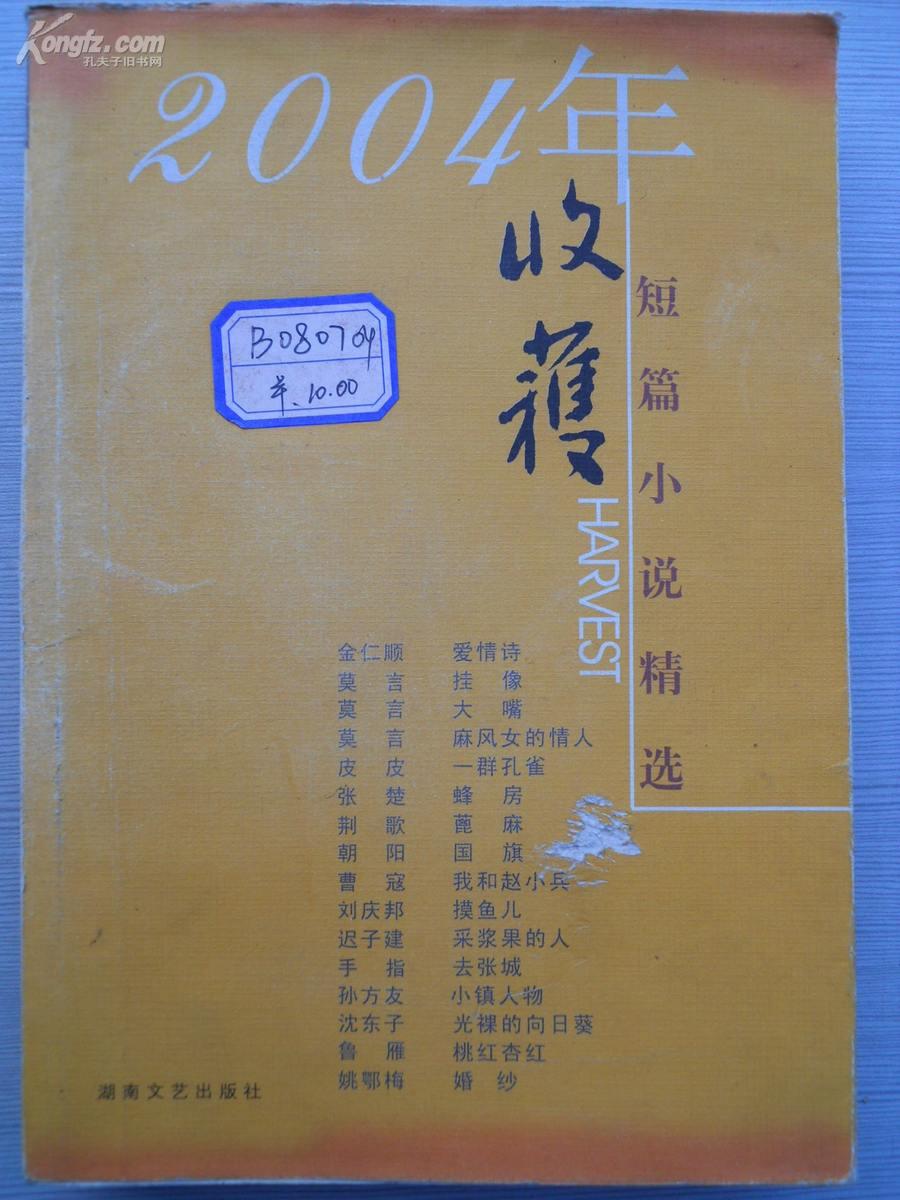 Kongfz.com
孔夫子旧书网
2004年
收穫
HARVEST
短篇小说精选
B080704
￥.10.00
金仁顺 爱情诗
莫言 挂像
莫言 大嘴
莫言 麻风女的情人
皮皮 一群孔雀
张楚 蜂房
荆歌 蓖麻
朝阳 国旗
曹寇 我和赵小兵
刘庆邦 摸鱼儿
迟子建 采浆果的人
手指 去张城
孙方友 小镇人物
沈东子 光裸的向日葵
鲁雁 桃红杏红
姚鄂梅 婚纱
湖南文艺出版社